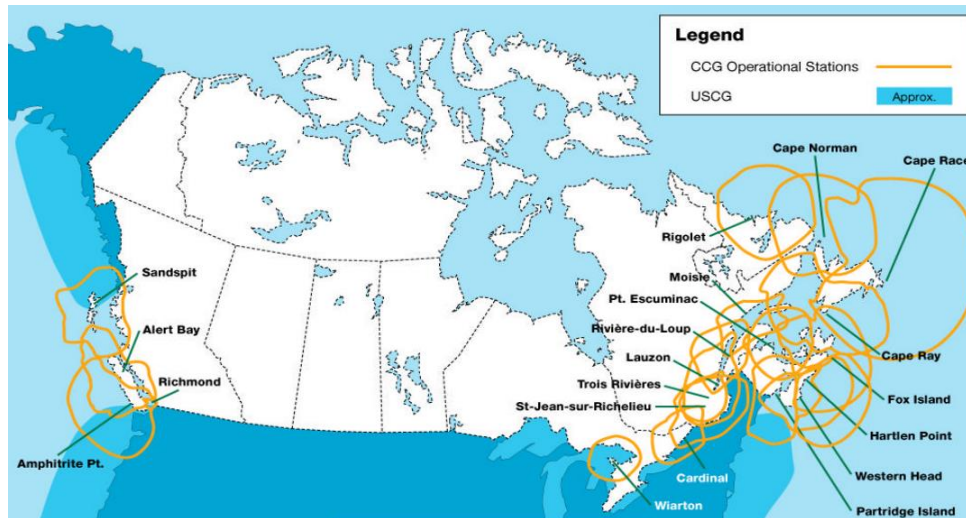 Legend
CCG Operational Stations
USCG
Approx.
Cape Norman
Cape Race
Rigolet
Sandspit
Moisie
Pt. Escuminac
Alert Bay
Rivière-du-Loup
Lauzon
Cape Ray
Richmond
Trois Rivières
Fox Island
St-Jean-sur-Richelieu
Hartlen Point
Amphitrite Pt.
Cardinal
Western Head
Wiarton
Partridge Island